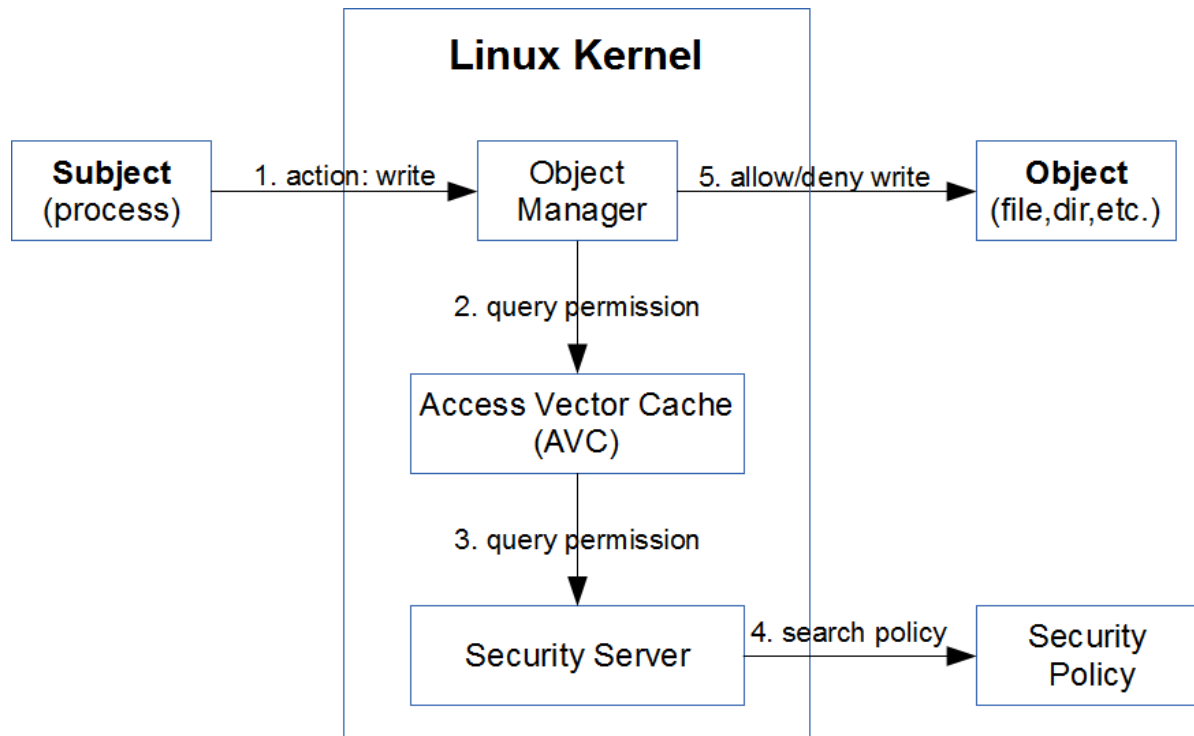 Linux Kernel
Subject
(process)
1. action: write
Object
Manager
5. allow/deny write
Object
(file,dir,etc.)
2. query permission
Access Vector Cache
(AVC)
3. query permission
Security Server
4. search policy
Security
Policy